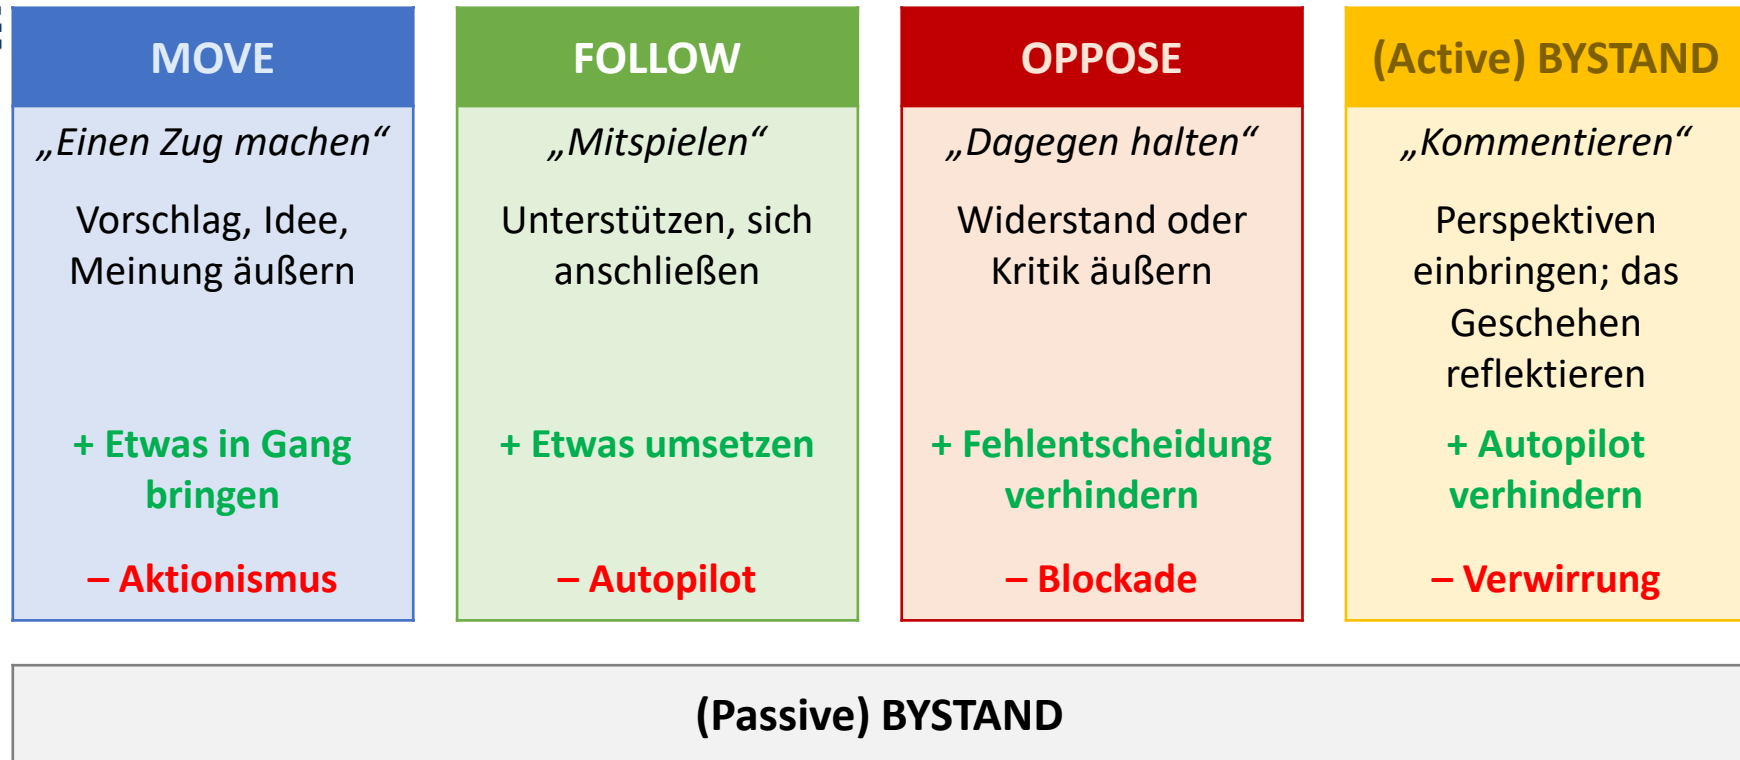 MOVE
„Einen Zug machen“
Vorschlag, Idee,
Meinung äußern
+ Etwas in Gang
bringen
– Aktionismus
FOLLOW
„Mitspielen“
Unterstützen, sich
anschließen
+ Etwas umsetzen
– Autopilot
OPPOSE
„Dagegen halten“
Widerstand oder
Kritik äußern
+ Fehlentscheidung
verhindern
– Blockade
(Active) BYSTAND
„Kommentieren“
Perspektiven
einbringen; das
Geschehen
reflektieren
+ Autopilot
verhindern
– Verwirrung
(Passive) BYSTAND